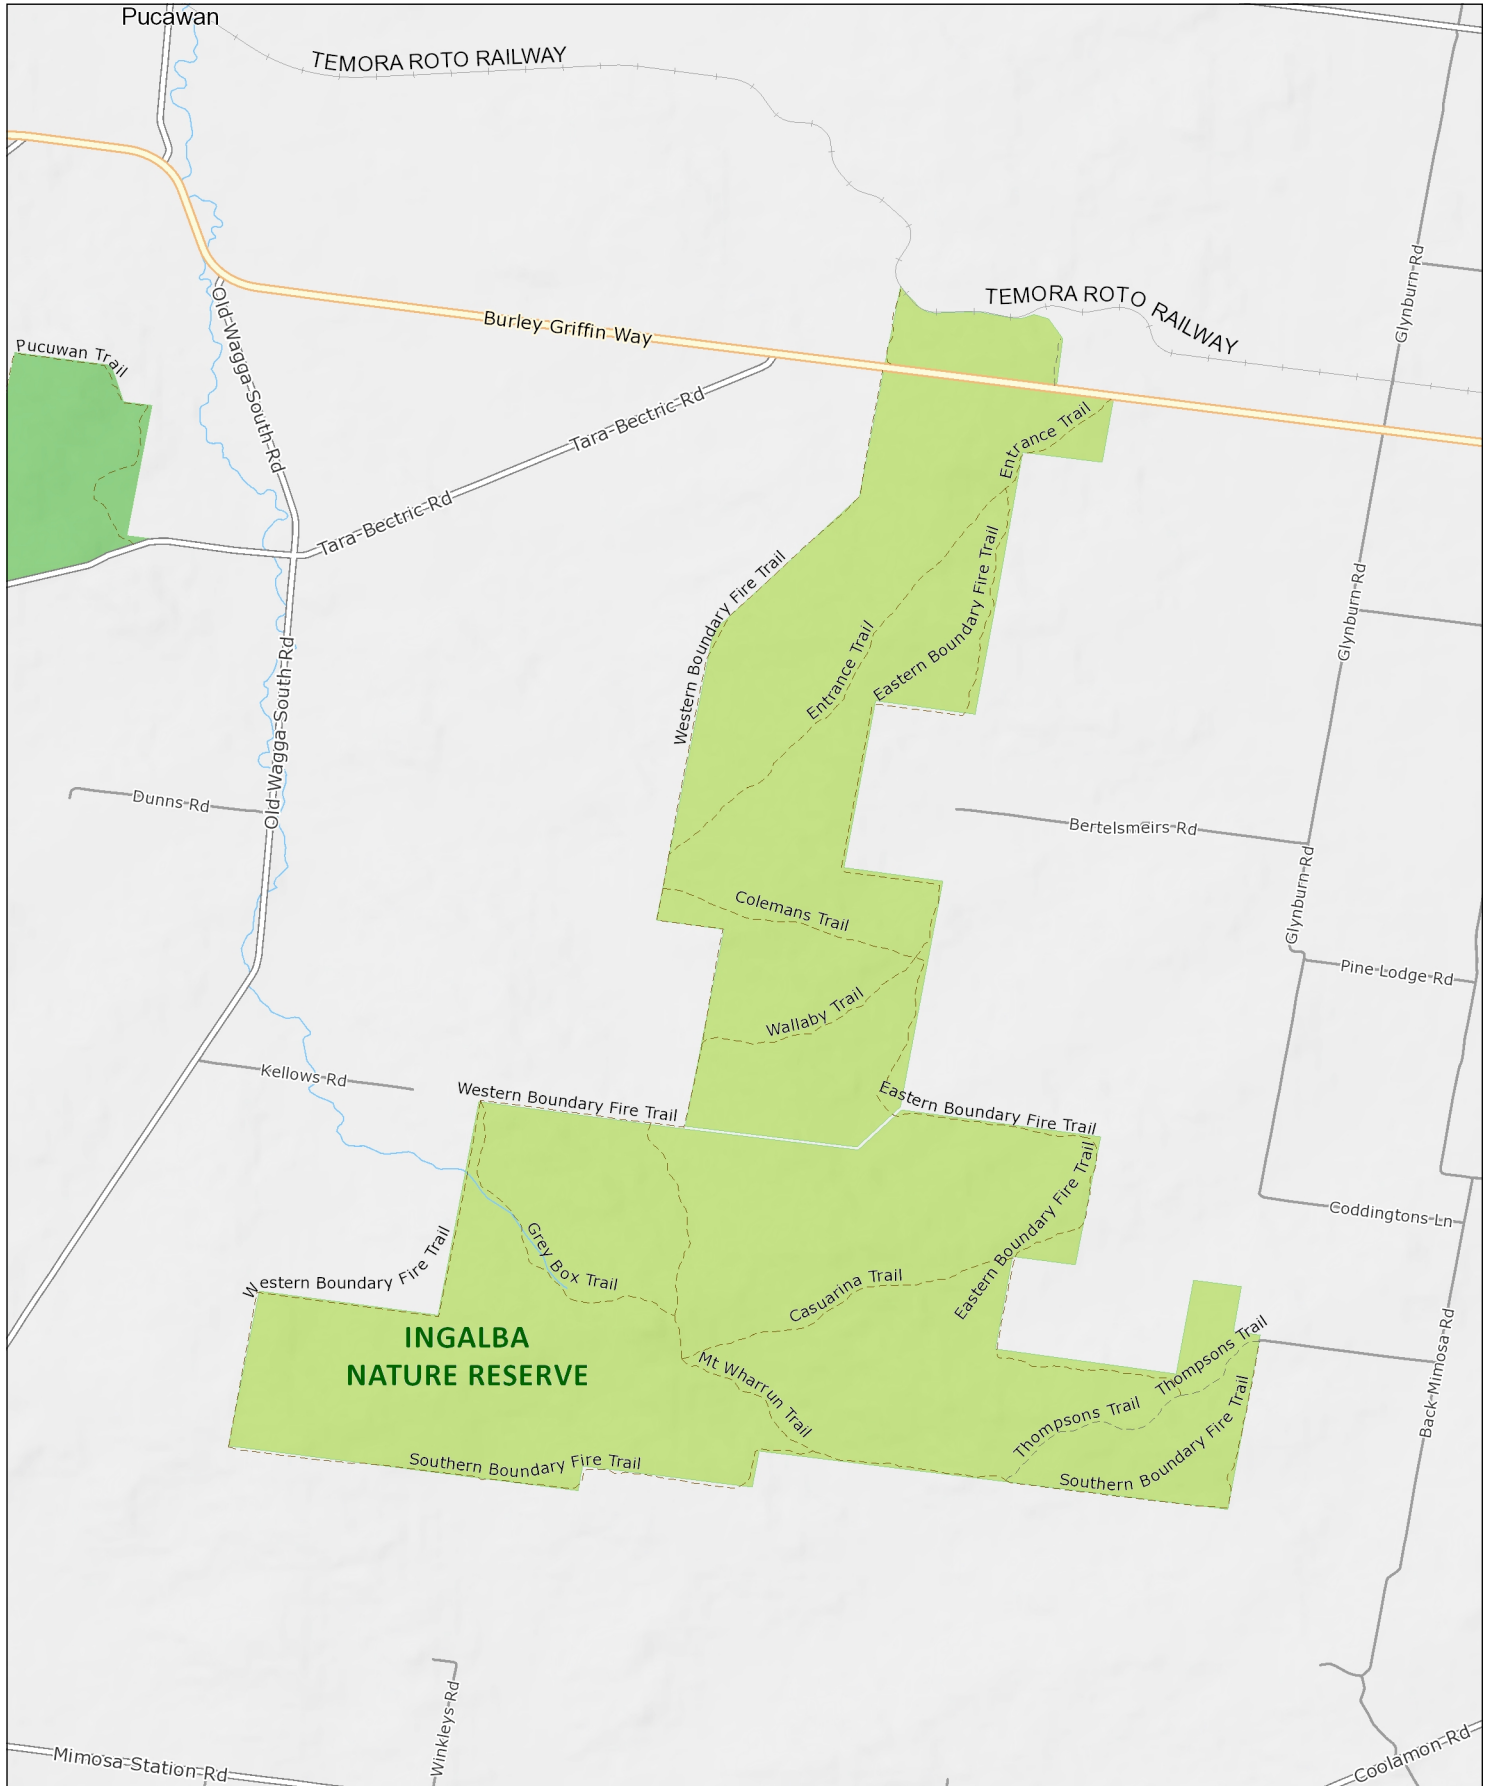 Pucawan
TEMORA ROTO RAILWAY
Glynburn-Rd
TEMORA ROTO RAILWAY
Old-Wagga-South-Rd
Burley Griffin Way
Pucuwan Trail
Tara-Bectric-Rd
Entrance Trail
Tara-Bectric-Rd
Eastern Boundary Fire Trail
Western Boundary Fire Trail
Glynburn-Rd
Entrance Trail
Old-Wagga-South-Rd
Dunns-Rd
Bertelsmeirs Rd
Glynburn-Rd
Colemans Trail
Pine Lodge Rd
Wallaby Trail
Kellows Rd
Western Boundary Fire Trail
Eastern Boundary Fire Trail
Eastern Boundary Fire Trail
Coddingtons Ln
Grey Box Trail
Western Boundary Fire Trail
Casuarina Trail
INGALBA
NATURE RESERVE
Thompsons Trail
Back-Mimosa-Rd
Mt Wharrun Trail
Thompsons Trail
Southern Boundary Fire Trail
Southern Boundary Fire Trail
Winkleys-Rd
Mimosa-Station-Rd
Coolamon-Rd